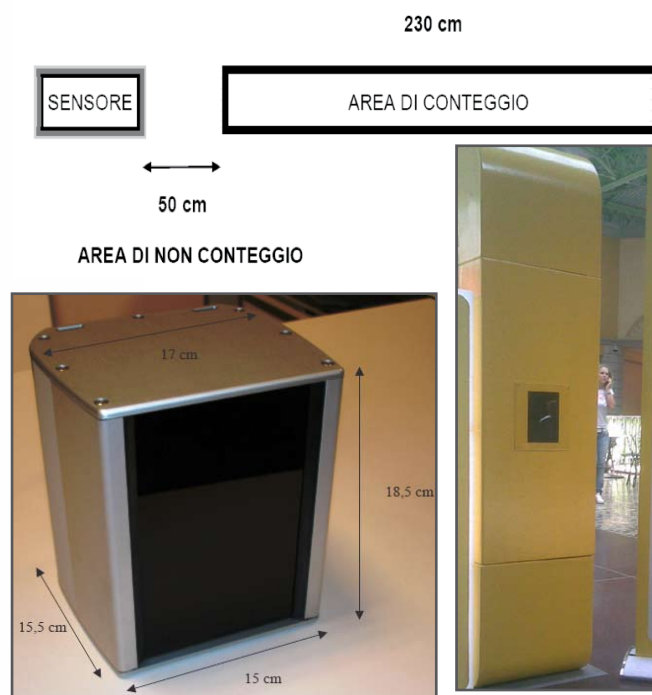 230 cm
SENSORE
AREA DI CONTEGGIO
50 cm
AREA DI NON CONTEGGIO
17 cm
18,5 cm
15,5 cm
15 cm